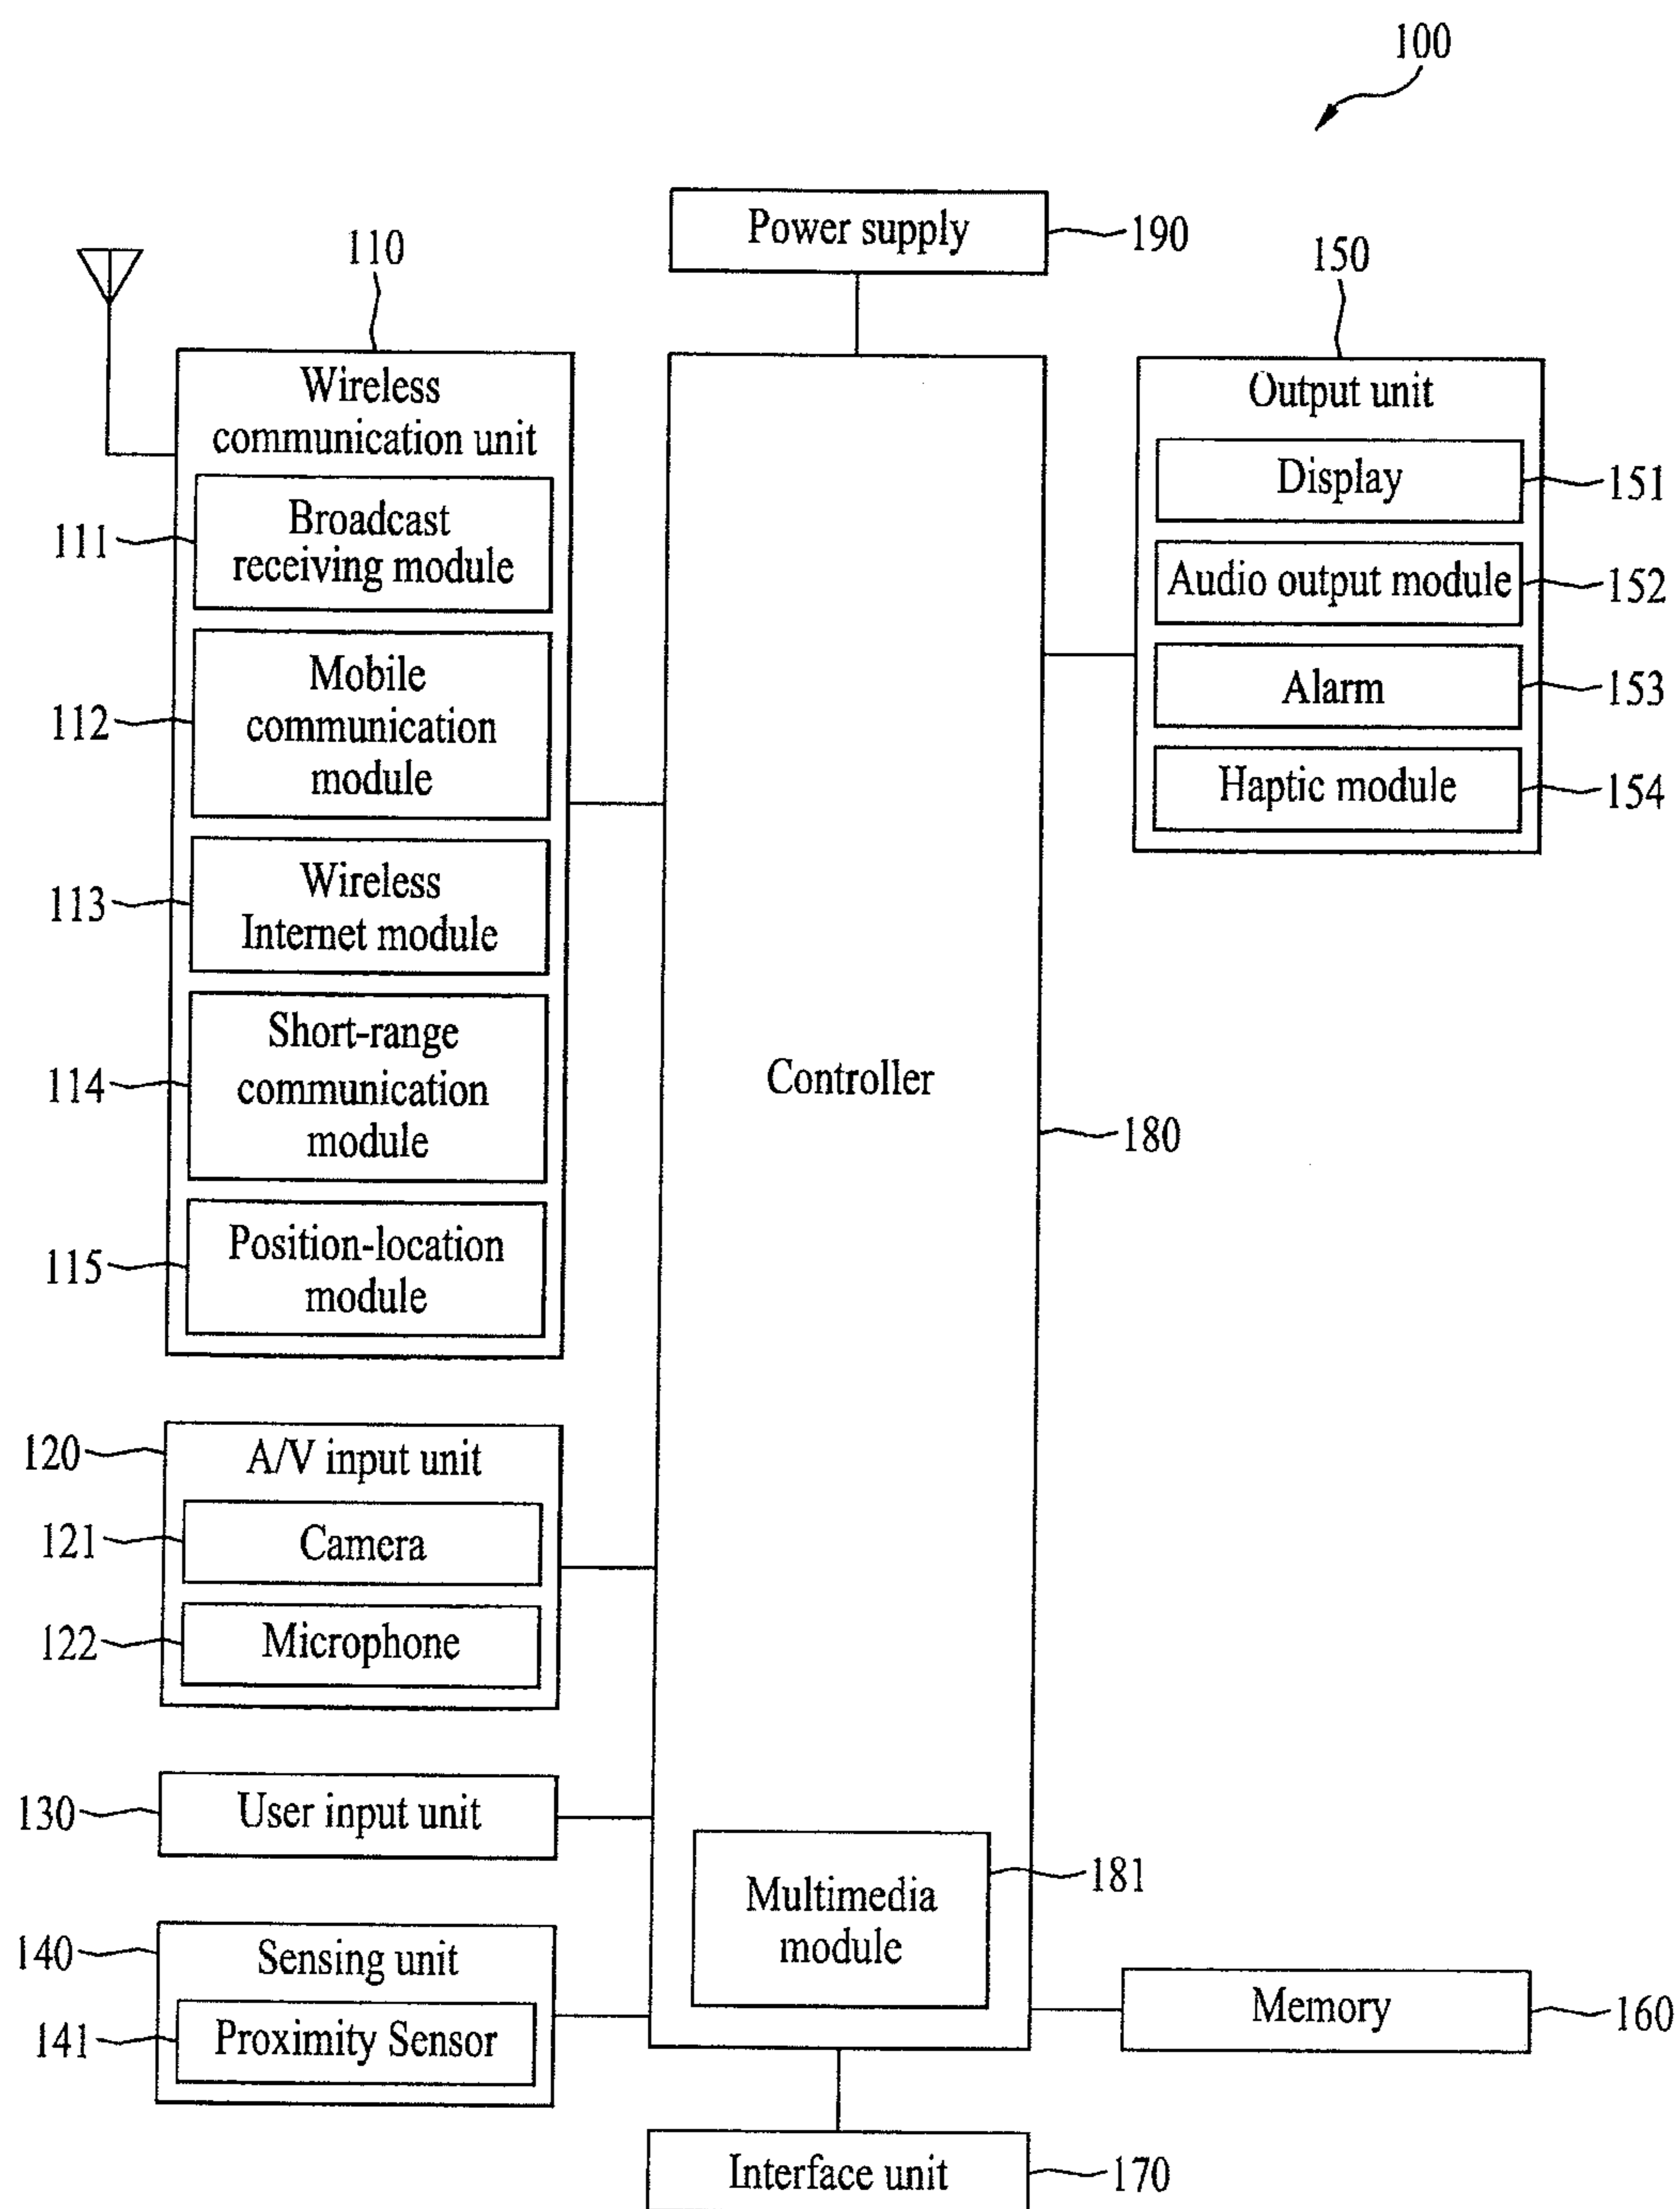 100
Power supply
190
110
150
Wireless
communication unit
Output unit
Broadcast
receiving module
111
Display
151
Audio output module
152
Mobile
communication
module
112
Alarm
153
Haptic module
154
Wireless
Internet module
113
Short-range
communication
module
114
Controller
180
Position-location
module
115
120
A/V input unit
121
Camera
122
Microphone
130
User input unit
Multimedia
module
181
140
Sensing unit
141
Proximity Sensor
Memory
160
Interface unit
170